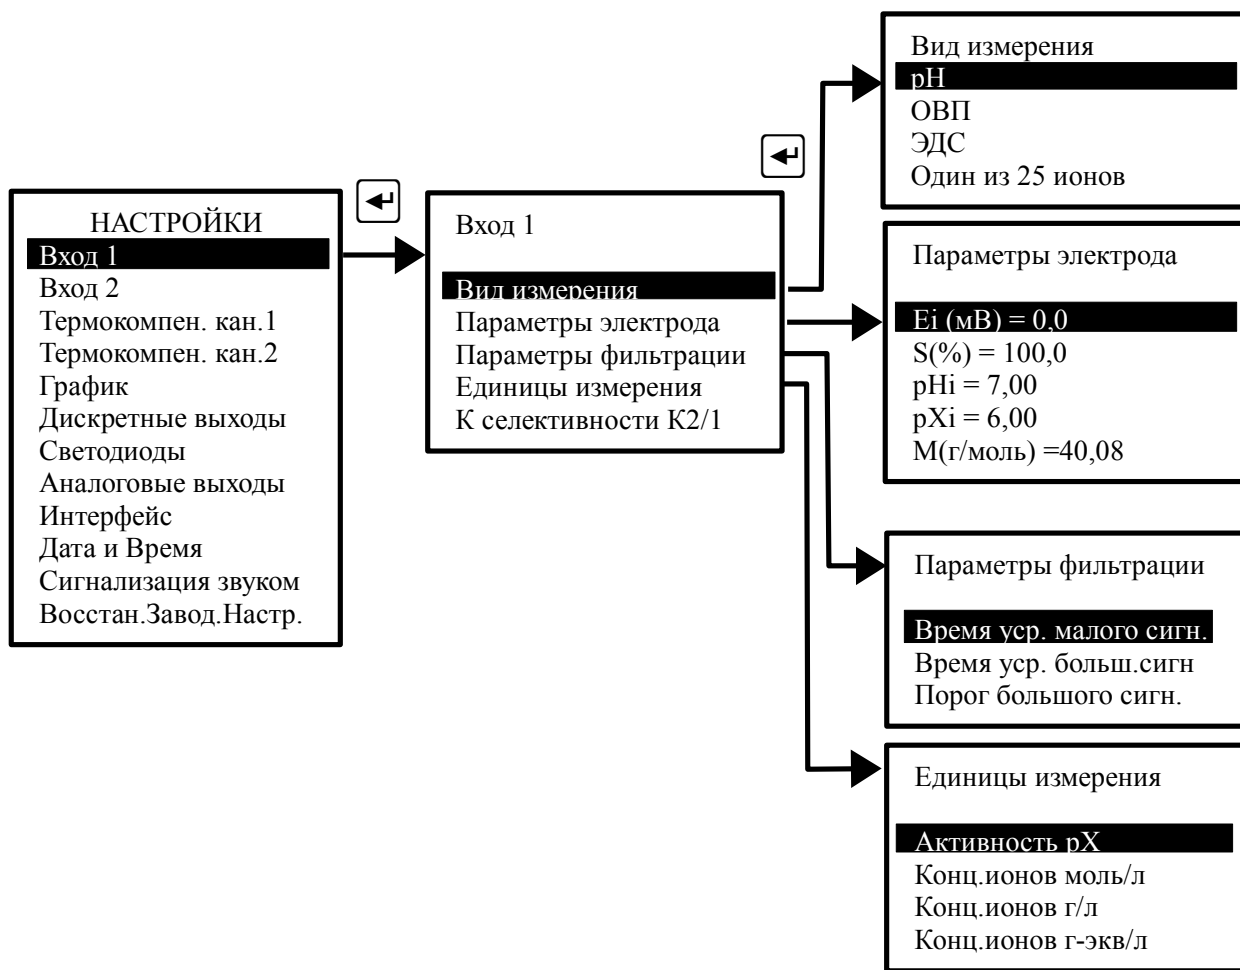 НАСТРОЙКИ
Вход 1
Вход 2
Термокомпен. кан.1
Термокомпен. кан.2
График
Дискретные выходы
Светодиоды
Аналоговые выходы
Интерфейс
Дата и Время
Сигнализация звуком
Восстан.Завод.Настр.
Вход 1
Вид измерения
Параметры электрода
Параметры фильтрации
Единицы измерения
К селективности К2/1
Вид измерения
pH
ОВП
ЭДС
Один из 25 ионов
Параметры электрода
Ei (мВ) = 0,0
S(%) = 100,0
pHi = 7,00
pXi = 6,00
М(г/моль) =40,08
Параметры фильтрации
Время уср. малого сигн.
Время уср. больш.сигн
Порог большого сигн.
Единицы измерения
Активность pX
Конц.ионов моль/л
Конц.ионов г/л
Конц.ионов г-экв/л